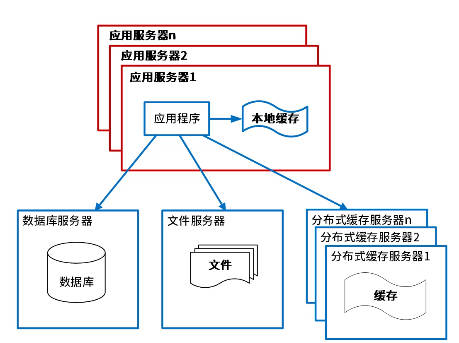 应用服务器n
应用服务器2
应用服务器1
应用程序
本地缓存
数据库服务器
数据库
文件服务器
文件
分布式缓存服务器n
分布式缓存服务器2
分布式缓存服务器1
缓存